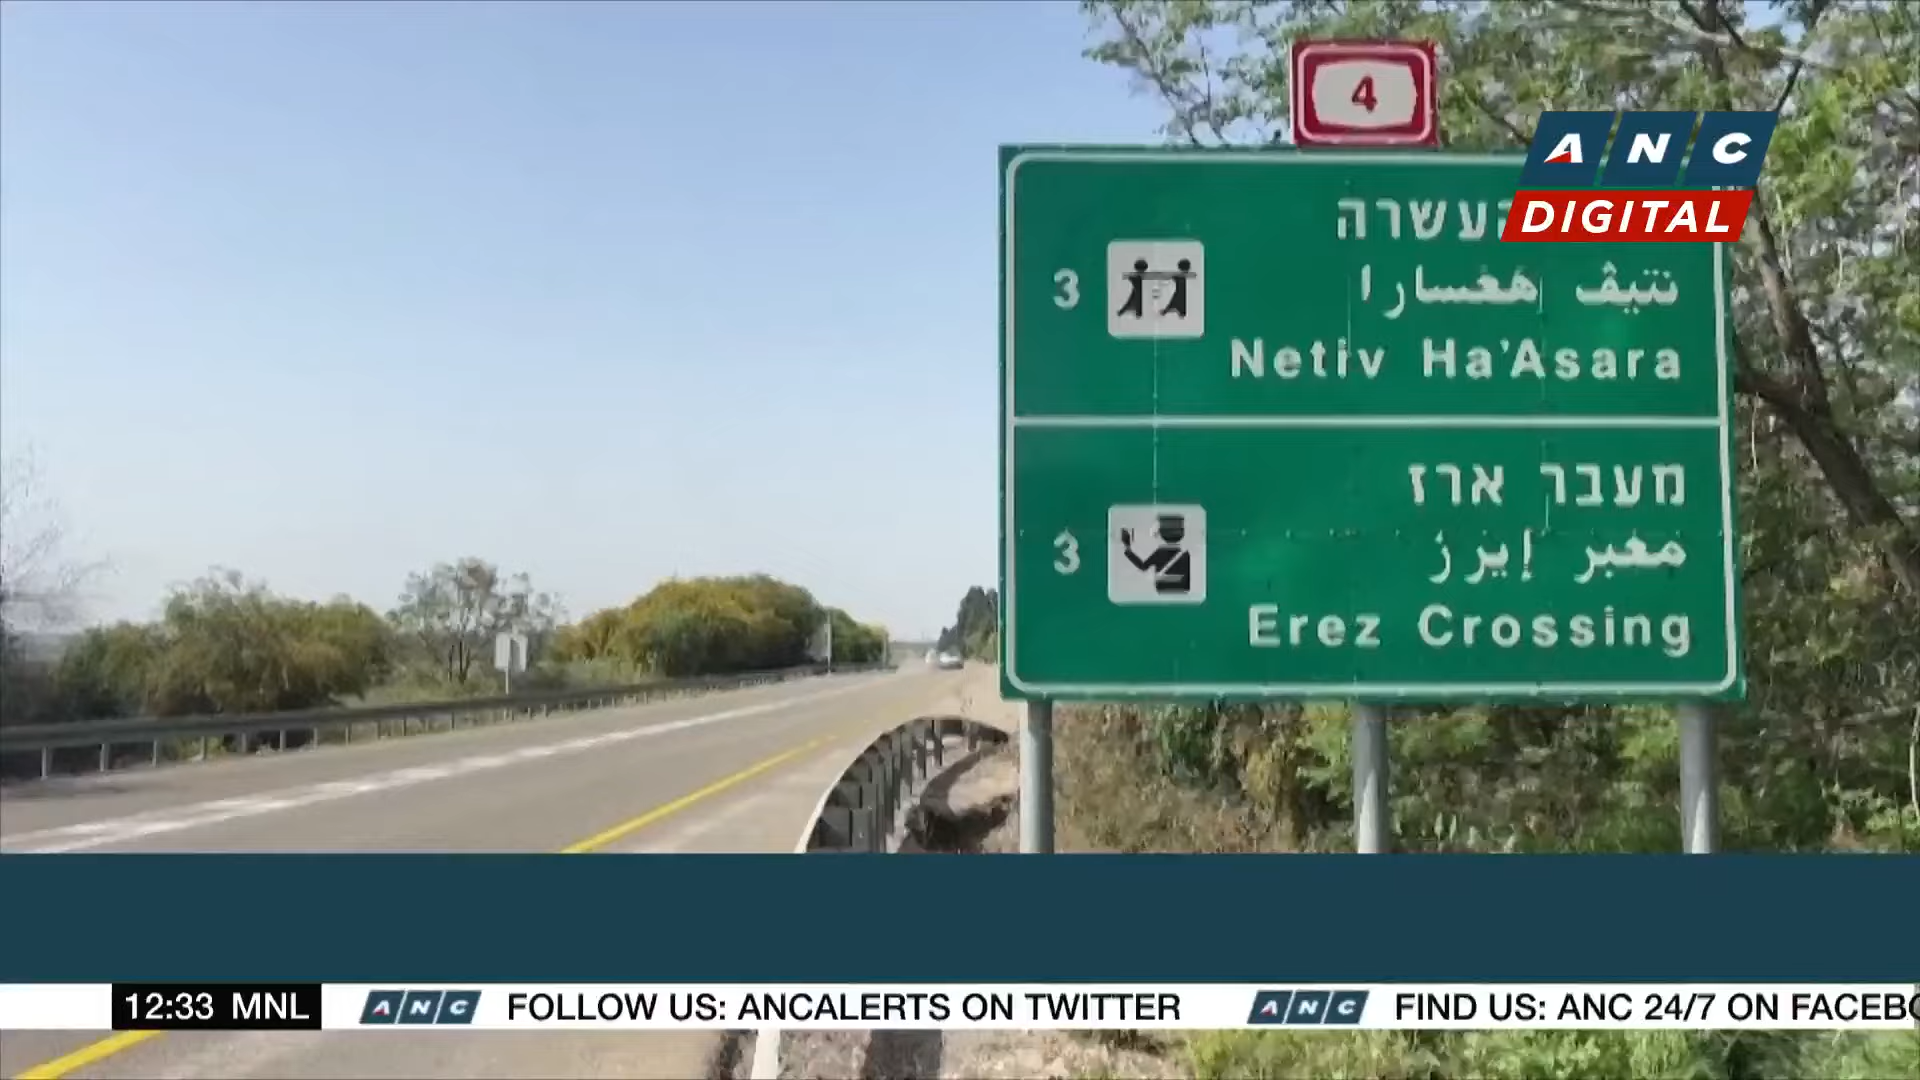 4
ANC
DIGITAL
העשרה
3
نتيڤ هعسارا
Netiv Ha'Asara
מעבר ארז
3
معبر إيرز
Erez Crossing
12:33 MNL ANC FOLLOW US: ANCALERTS ON TWITTER ANC FIND US: ANC 24/7 ON